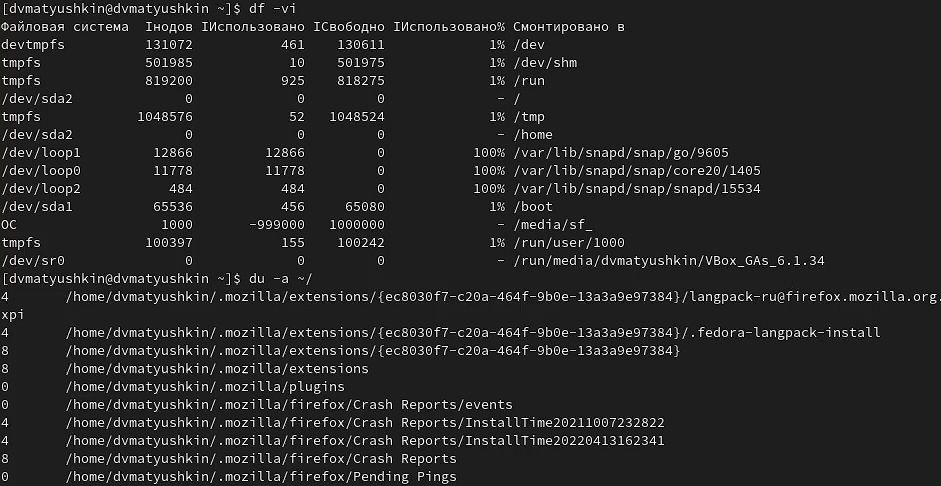 [dvmatyushkin@dvmatyushkin ~]$ df -vi
Файловая система Iнодов IИспользовано IСвободно IИспользовано% Смонтировано в
devtmpfs 131072 461 130611 1% /dev
tmpfs 501985 10 501975 1% /dev/shm
tmpfs 819200 925 818275 1% /run
/dev/sda2 0 0 0 - /
tmpfs 1048576 52 1048524 1% /tmp
/dev/sda2 0 0 0 - /home
/dev/loop1 12866 12866 0 100% /var/lib/snapd/snap/go/9605
/dev/loop0 11778 11778 0 100% /var/lib/snapd/snap/core20/1405
/dev/loop2 484 484 0 100% /var/lib/snapd/snap/snapd/15534
/dev/sda1 65536 456 65080 1% /boot
ОС 1000 -999000 1000000 - /media/sf_
tmpfs 100397 155 100242 1% /run/user/1000
/dev/sr0 0 0 0 - /run/media/dvmatyushkin/VBox_GAs_6.1.34
[dvmatyushkin@dvmatyushkin ~]$ du -a ~/
4 /home/dvmatyushkin/.mozilla/extensions/{ec8030f7-c20a-464f-9b0e-13a3a9e97384}/langpack-ru@firefox.mozilla.org.
xpi
4 /home/dvmatyushkin/.mozilla/extensions/{ec8030f7-c20a-464f-9b0e-13a3a9e97384}/.fedora-langpack-install
8 /home/dvmatyushkin/.mozilla/extensions/{ec8030f7-c20a-464f-9b0e-13a3a9e97384}
8 /home/dvmatyushkin/.mozilla/extensions
0 /home/dvmatyushkin/.mozilla/plugins
0 /home/dvmatyushkin/.mozilla/firefox/Crash Reports/events
4 /home/dvmatyushkin/.mozilla/firefox/Crash Reports/InstallTime20211007232822
4 /home/dvmatyushkin/.mozilla/firefox/Crash Reports/InstallTime20220413162341
8 /home/dvmatyushkin/.mozilla/firefox/Crash Reports
0 /home/dvmatyushkin/.mozilla/firefox/Pending Pings